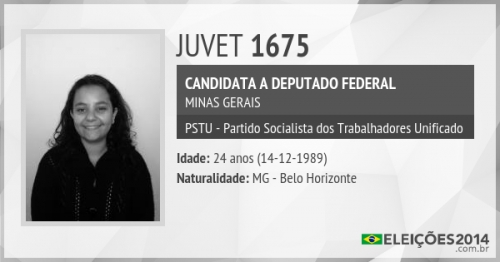 JUVET 1675
CANDIDATA A DEPUTADO FEDERAL
MINAS GERAIS
PSTU - Partido Socialista dos Trabalhadores Unificado
Idade: 24 anos (14-12-1989)
Naturalidade: MG - Belo Horizonte
ELEIÇÕES2014
.com.br